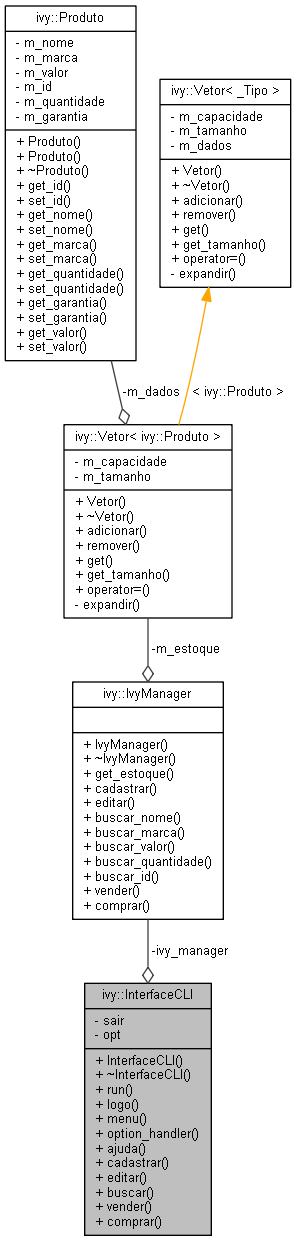 ivy::Produto
- m_nome
- m_marca
- m_valor
- m_id
- m_quantidade
- m_garantia
+ Produto()
+ Produto()
+ ~Produto()
+ get_id()
+ set_id()
+ get_nome()
+ set_nome()
+ get_marca()
+ set_marca()
+ get_quantidade()
+ set_quantidade()
+ get_garantia()
+ set_garantia()
+ get_valor()
+ set_valor()
ivy::Vetor< _Tipo >
- m_capacidade
- m_tamanho
- m_dados
+ Vetor()
+ ~Vetor()
+ adicionar()
+ remover()
+ get()
+ get_tamanho()
+ operator=()
- expandir()
-m_dados
< ivy::Produto >
ivy::Vetor< ivy::Produto >
- m_capacidade
- m_tamanho
+ Vetor()
+ ~Vetor()
+ adicionar()
+ remover()
+ get()
+ get_tamanho()
+ operator=()
- expandir()
-m_estoque
ivy::IvyManager
+ IvyManager()
+ ~IvyManager()
+ get_estoque()
+ cadastrar()
+ editar()
+ buscar_nome()
+ buscar_marca()
+ buscar_valor()
+ buscar_quantidade()
+ buscar_id()
+ vender()
+ comprar()
-ivy_manager
ivy::InterfaceCLI
- sair
- opt
+ InterfaceCLI()
+ ~InterfaceCLI()
+ run()
+ logo()
+ menu()
+ option_handler()
+ ajuda()
+ cadastrar()
+ editar()
+ buscar()
+ vender()
+ comprar()